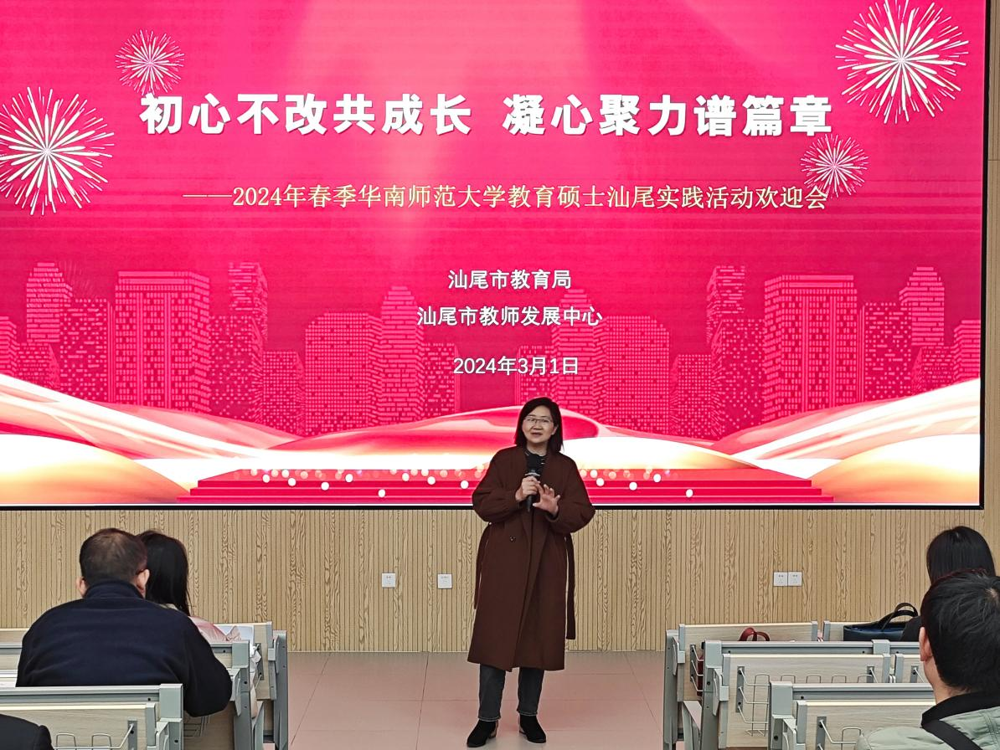 初心不改共成长 凝心聚力谱篇章
——2024年春季华南师范大学教育硕士汕尾实践活动欢迎会
汕尾市教育局
汕尾市教师发展中心
2024年3月1日